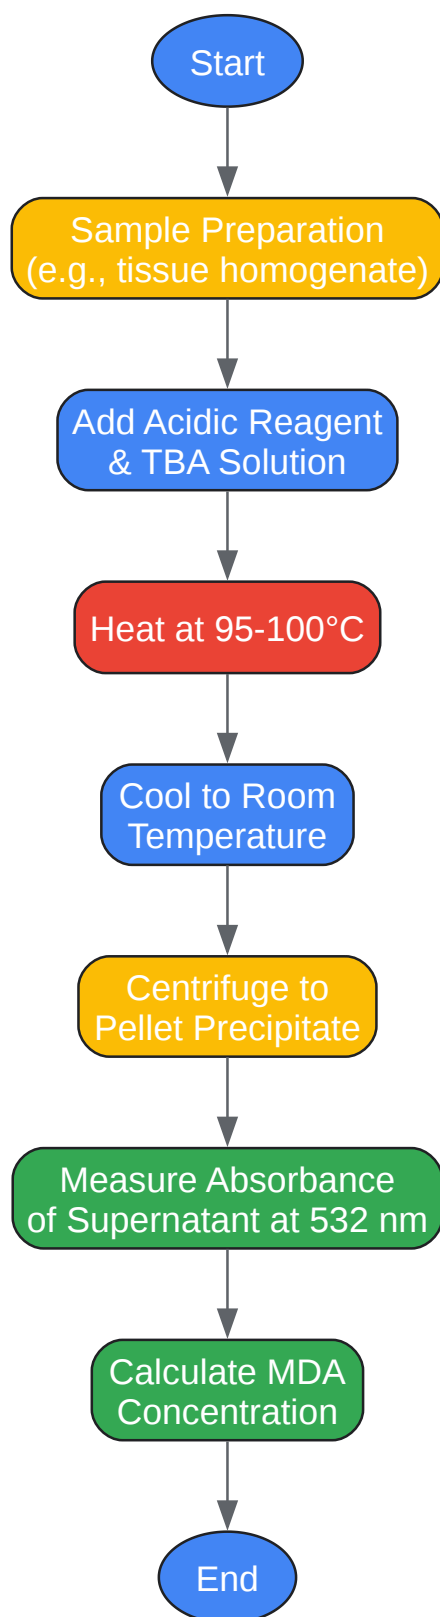 Start
Sample Preparation
(e.g., tissue homogenate)
Add Acidic Reagent
& TBA Solution
Heat at 95-100°C
Cool to Room
Temperature
Centrifuge to
Pellet Precipitate
Measure Absorbance
of Supernatant at 532 nm
Calculate MDA
Concentration
End